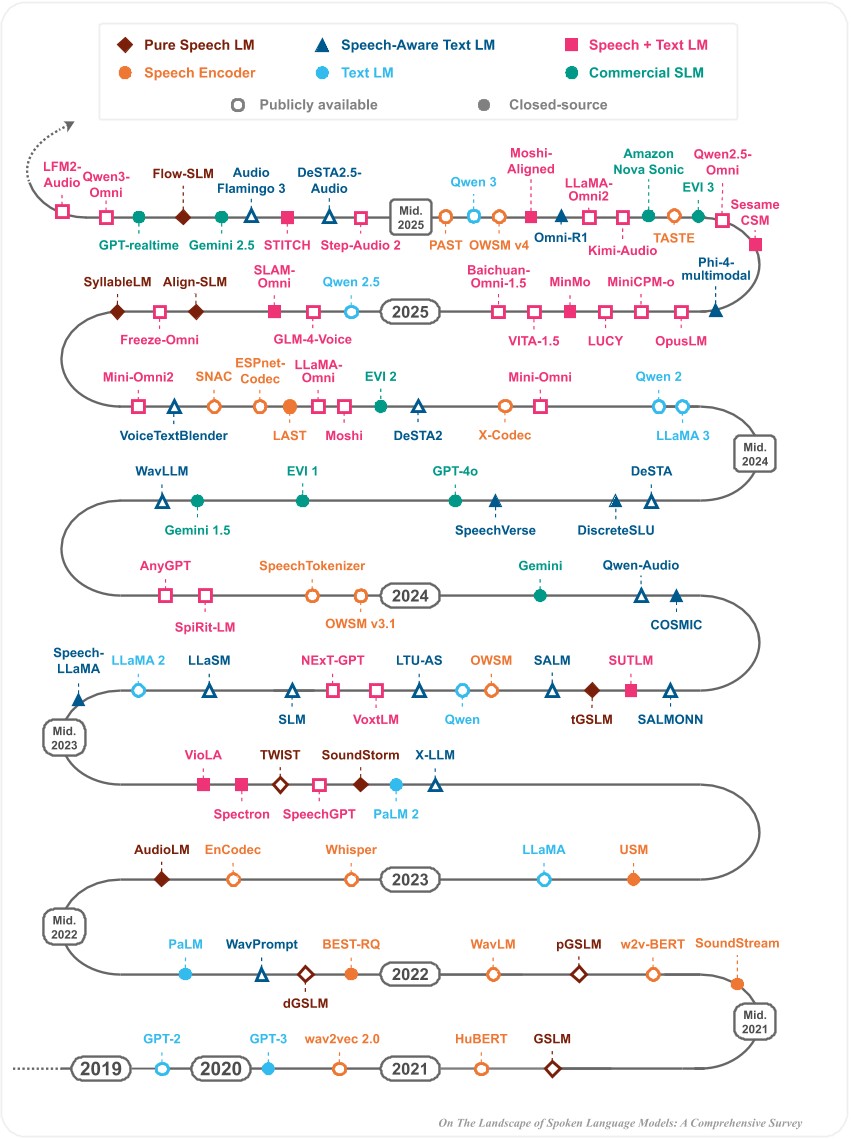 Pure Speech LM
Speech-Aware Text LM
Speech + Text LM
Speech Encoder
Text LM
Commercial SLM
Publicly available
Closed-source
LFM2-
Audio
Qwen3-
Omni
Flow-SLM
Audio
Flamingo 3
DeSTA2.5-
Audio
Mid.
2025
Qwen 3
Moshi-
Aligned
LLaMA-
Omni2
Amazon
Nova Sonic
EVI 3
Qwen2.5-
Omni
Sesame
CSM
GPT-realtime
Gemini 2.5
STITCH
Step-Audio 2
PAST
OWSM v4
Omni-R1
Kimi-Audio
TASTE
Phi-4-
multimodal
SyllableLM
Align-SLM
SLAM-
Omni
Qwen 2.5
2025
Baichuan-
Omni-1.5
MinMo
MiniCPM-o
Freeze-Omni
GLM-4-Voice
VITA-1.5
LUCY
OpusLM
Mini-Omni2
SNAC
ESPnet-
Codec
LLaMA-
Omni
EVI 2
Mini-Omni
Qwen 2
VoiceTextBlender
LAST
Moshi
DeSTA2
X-Codec
LLaMA 3
Mid.
2024
WavLLM
EVI 1
GPT-4o
DeSTA
Gemini 1.5
SpeechVerse
DiscreteSLU
AnyGPT
SpeechTokenizer
2024
Gemini
Qwen-Audio
SpiRit-LM
OWSM v3.1
COSMIC
Speech-
LLaMA
LLaMA 2
LLaSM
NExT-GPT
LTU-AS
OWSM
SALM
SUTLM
SLM
VoxtLM
Qwen
tGSLM
SALMONN
Mid.
2023
VioLA
TWIST
SoundStorm
X-LLM
Spectron
SpeechGPT
PaLM 2
AudioLM
EnCodec
Whisper
2023
LLaMA
USM
Mid.
2022
PaLM
WavPrompt
BEST-RQ
2022
WavLM
pGSLM
w2v-BERT
SoundStream
dGSLM
Mid.
2021
2019
GPT-2
2020
GPT-3
wav2vec 2.0
2021
HuBERT
GSLM
On The Landscape of Spoken Language Models: A Comprehensive Survey